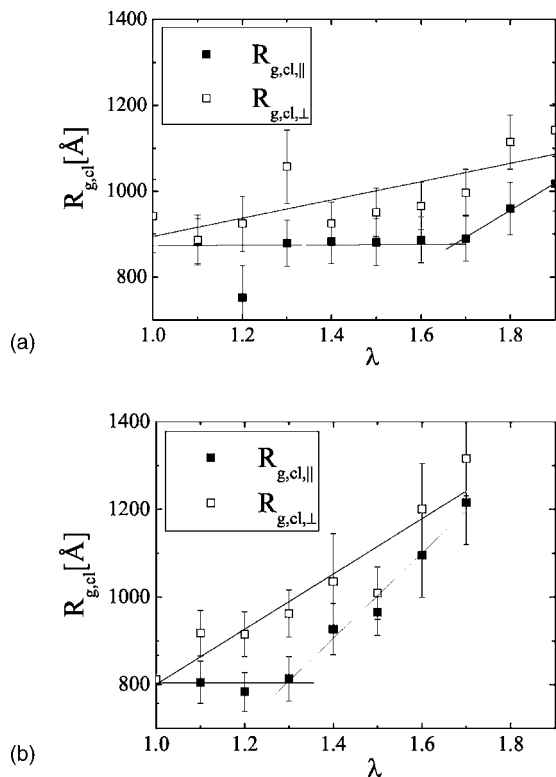 1400
1200
1000
800
R_{g,cl}[Å]
R_{g,cl,||}
R_{g,cl,⊥}
1.0 1.2 1.4 1.6 1.8
λ
(a)
1400
1200
1000
800
R_{g,cl}[Å]
R_{g,cl,||}
R_{g,cl,⊥}
1.0 1.2 1.4 1.6 1.8
λ
(b)